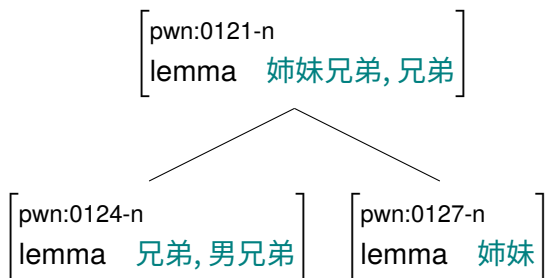 pwn:0121-n
lemma 姉妹兄弟, 兄弟
pwn:0124-n
lemma 兄弟, 男兄弟
pwn:0127-n
lemma 姉妹